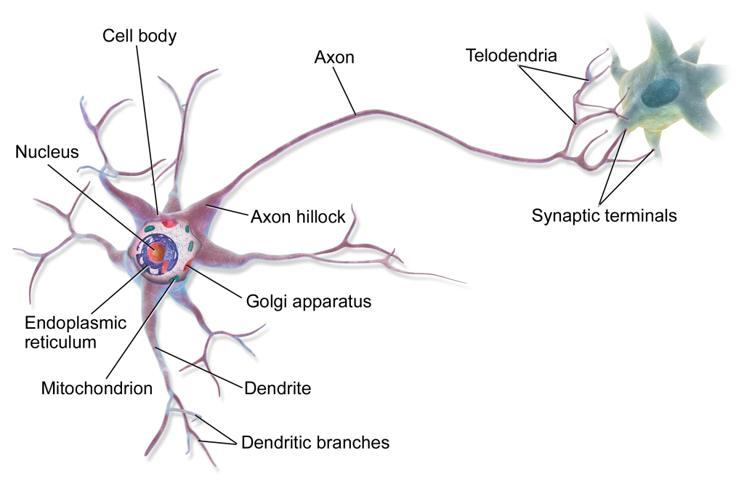 Cell body
Axon
Telodendria
Nucleus
Axon hillock
Synaptic terminals
Golgi apparatus
Endoplasmic
reticulum
Mitochondrion
Dendrite
Dendritic branches